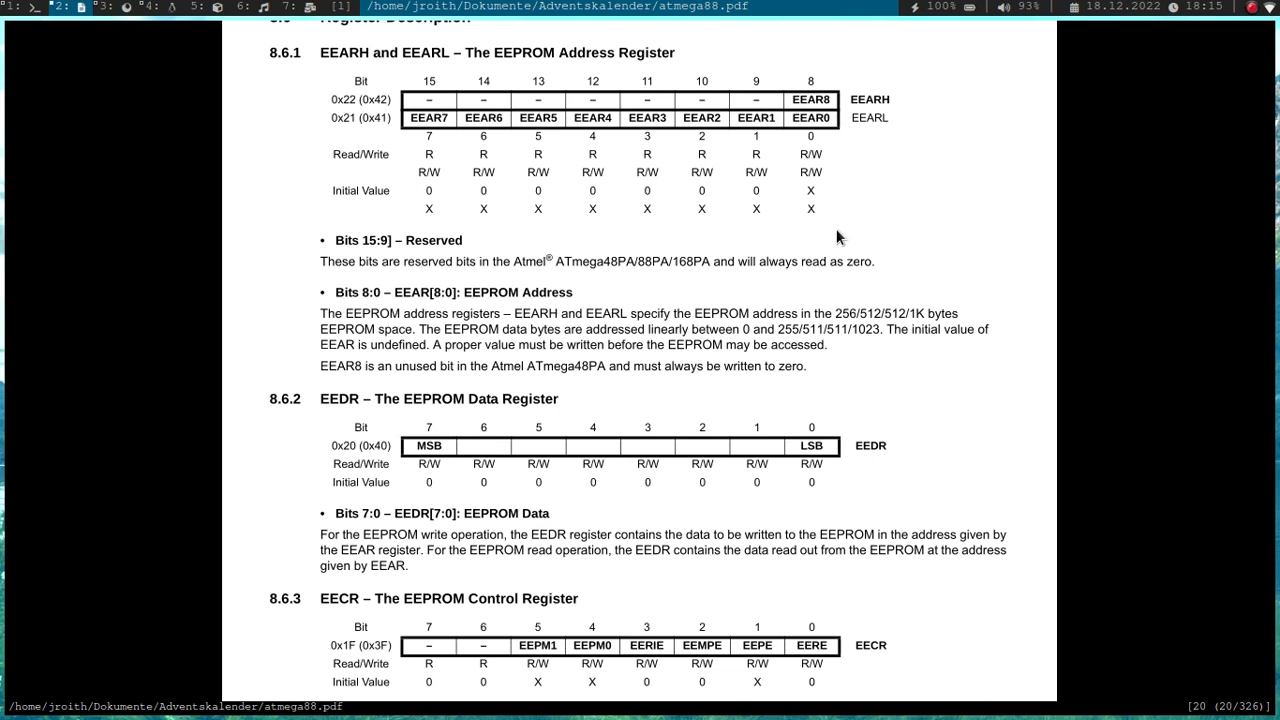 /home/jroith/Dokumente/Adventskalender/atmega88.pdf
18.12.2022
18:15
Register Description
8.6.1 EEARH and EEARL – The EEPROM Address Register
Bit 15 14 13 12 11 10 9 8
0x22 (0x42) – – – – – – – EEAR8 EEARH
0x21 (0x41) EEAR7 EEAR6 EEAR5 EEAR4 EEAR3 EEAR2 EEAR1 EEAR0 EEARL
7 6 5 4 3 2 1 0
Read/Write R R R R R R R R/W
R/W R/W R/W R/W R/W R/W R/W R/W
Initial Value 0 0 0 0 0 0 0 X
X X X X X X X X
• Bits 15:9] – Reserved
These bits are reserved bits in the Atmel® ATmega48PA/88PA/168PA and will always read as zero.
• Bits 8:0 – EEAR[8:0]: EEPROM Address
The EEPROM address registers – EEARH and EEARL specify the EEPROM address in the 256/512/512/1K bytes
EEPROM space. The EEPROM data bytes are addressed linearly between 0 and 255/511/511/1023. The initial value of
EEAR is undefined. A proper value must be written before the EEPROM may be accessed.
EEAR8 is an unused bit in the Atmel ATmega48PA and must always be written to zero.
8.6.2 EEDR – The EEPROM Data Register
Bit 7 6 5 4 3 2 1 0
0x20 (0x40) MSB LSB EEDR
Read/Write R/W R/W R/W R/W R/W R/W R/W R/W
Initial Value 0 0 0 0 0 0 0 0
• Bits 7:0 – EEDR[7:0]: EEPROM Data
For the EEPROM write operation, the EEDR register contains the data to be written to the EEPROM in the address given by
the EEAR register. For the EEPROM read operation, the EEDR contains the data read out from the EEPROM at the address
given by EEAR.
8.6.3 EECR – The EEPROM Control Register
Bit 7 6 5 4 3 2 1 0
0x1F (0x3F) – – EEPM1 EEPM0 EERIE EEMPE EEPE EERE EECR
Read/Write R R R/W R/W R/W R/W R/W R/W
Initial Value 0 0 X X 0 0 X 0
/home/jroith/Dokumente/Adventskalender/atmega88.pdf
[20 (20/326)]